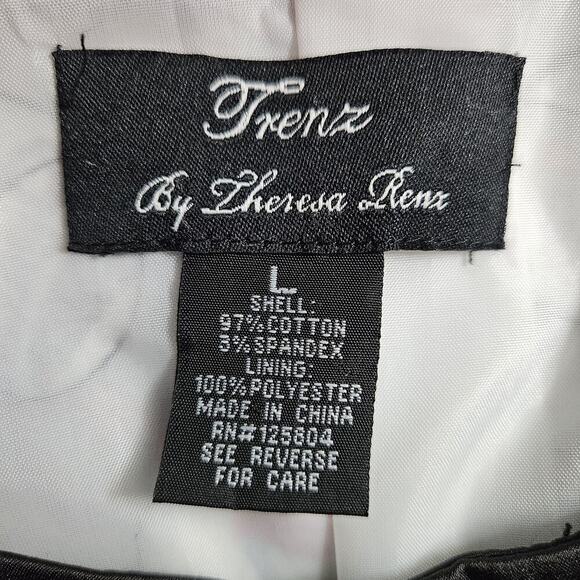 Trenz
By Theresa Renz
L
SHELL:
97%COTTON
3%SPANDEX
LINING:
100%POLYESTER
MADE IN CHINA
RN#125804
SEE REVERSE
FOR CARE